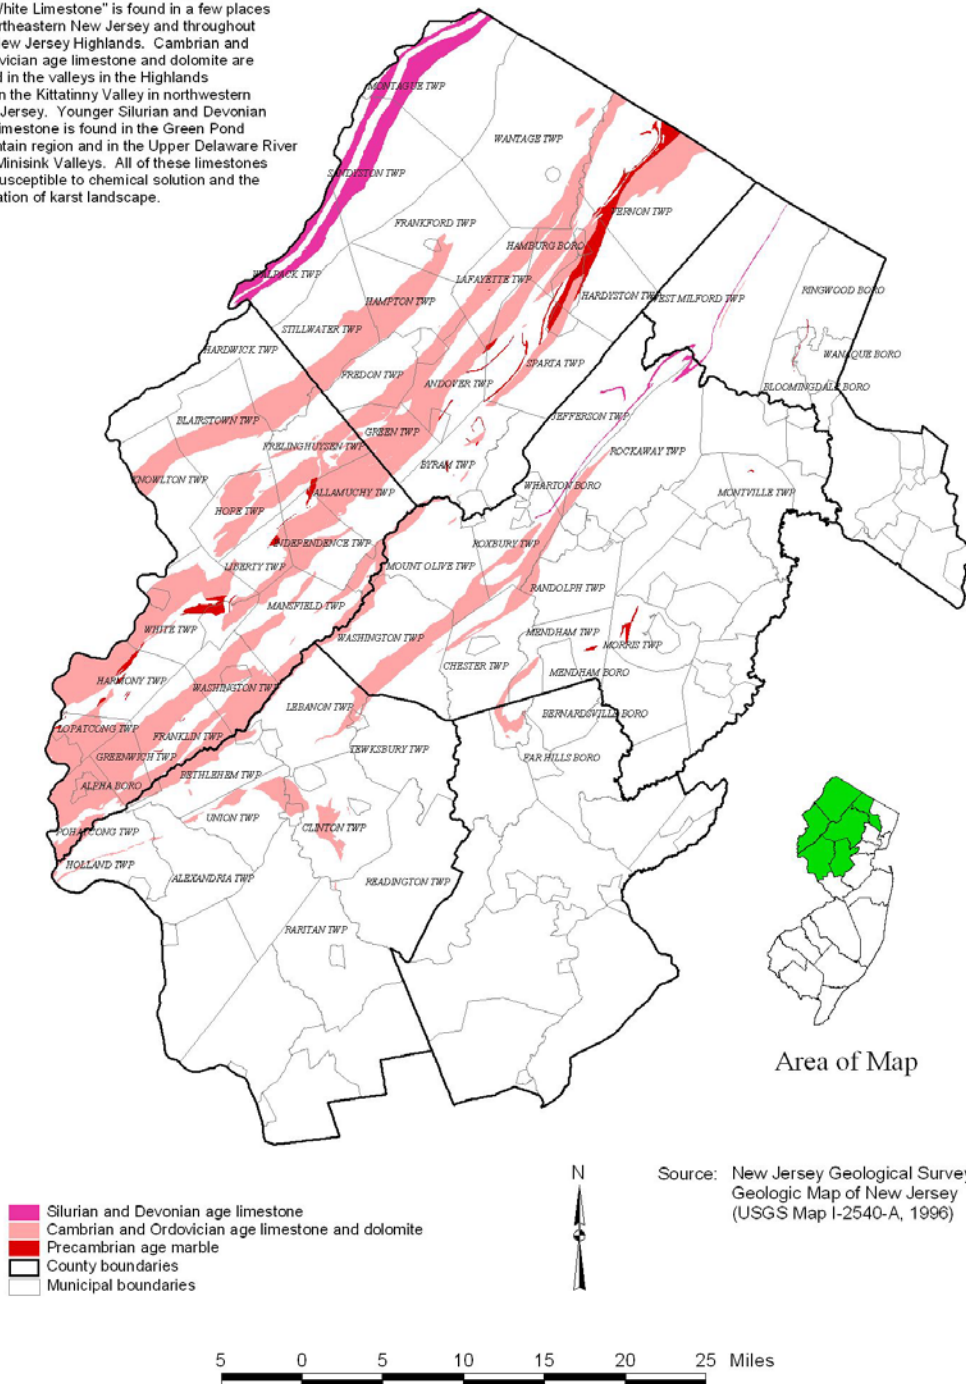 White Limestone" is found in a few places
rtheastern New Jersey and throughout
ew Jersey Highlands. Cambrian and
vician age limestone and dolomite are
d in the valleys in the Highlands
n the Kittatinny Valley in northwestern
Jersey. Younger Silurian and Devonian
imestone is found in the Green Pond
ntain region and in the Upper Delaware River
Minisink Valleys. All of these limestones
usceptible to chemical solution and the
ation of karst landscape.
MONTAGUE TWP
WANTAGE TWP
SANDYSTON TWP
VERNON TWP
FRANKFORD TWP
HAMBURG BORO
WALPACK TWP
LAFAYETTE TWP
HARDYSTON TWP
WEST MILFORD TWP
RINGWOOD BORO
HAMPTON TWP
STILLWATER TWP
HARDWICK TWP
WANAQUE BORO
SPARTA TWP
FREDON TWP
ANDOVER TWP
BLOOMINGDALE BORO
BLAIRSTOWN TWP
JEFFERSON TWP
GREEN TWP
FRELINGHUYSEN TWP
ROCKAWAY TWP
BYRAM TWP
KNOWLTON TWP
WHARTON BORO
ALLAMUCHY TWP
MONTVILLE TWP
HOPE TWP
INDEPENDENCE TWP
ROXBURY TWP
LIBERTY TWP
MOUNT OLIVE TWP
RANDOLPH TWP
MANSFIELD TWP
WHITE TWP
WASHINGTON TWP
MENDHAM TWP
MORRIS TWP
CHESTER TWP
MENDHAM BORO
HARMONY TWP
WASHINGTON TWP
LEBANON TWP
BERNARDSVILLE BORO
LOPATCONG TWP
FRANKLIN TWP
TEWKSBURY TWP
GREENWICH TWP
FAR HILLS BORO
BETHLEHEM TWP
ALPHA BORO
UNION TWP
CLINTON TWP
POHATCONG TWP
HOLLAND TWP
ALEXANDRIA TWP
READINGTON TWP
RARITAN TWP
Area of Map
N
Source: New Jersey Geological Survey
Geologic Map of New Jersey
(USGS Map I-2540-A, 1996)
Silurian and Devonian age limestone
Cambrian and Ordovician age limestone and dolomite
Precambrian age marble
County boundaries
Municipal boundaries
5 0 5 10 15 20 25 Miles